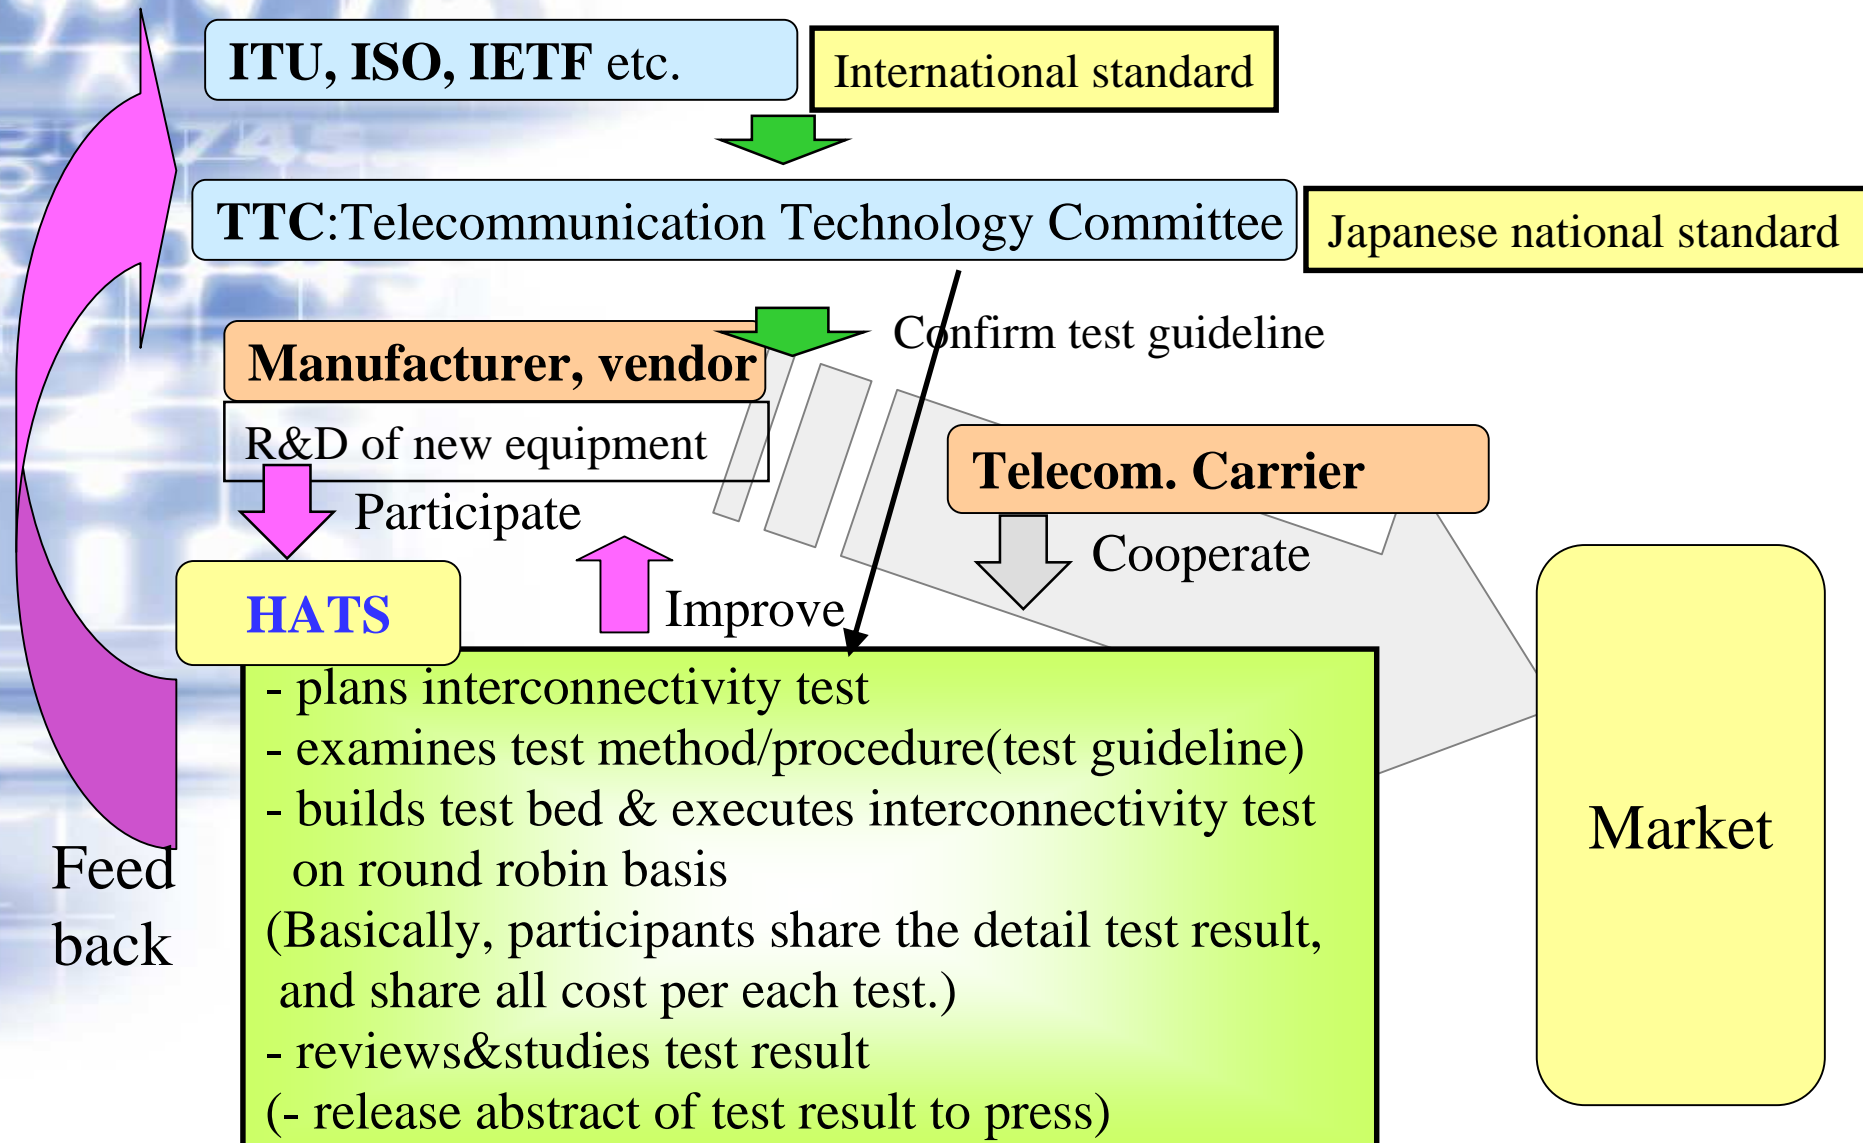 ITU, ISO, IETF etc.
International standard
TTC:Telecommunication Technology Committee
Japanese national standard
Confirm test guideline
Manufacturer, vendor
R&D of new equipment
Telecom. Carrier
Participate
Cooperate
Improve
HATS
- plans interconnectivity test
- examines test method/procedure(test guideline)
- builds test bed & executes interconnectivity test
on round robin basis
(Basically, participants share the detail test result,
and share all cost per each test.)
- reviews&studies test result
(- release abstract of test result to press)
Market
Feed
back